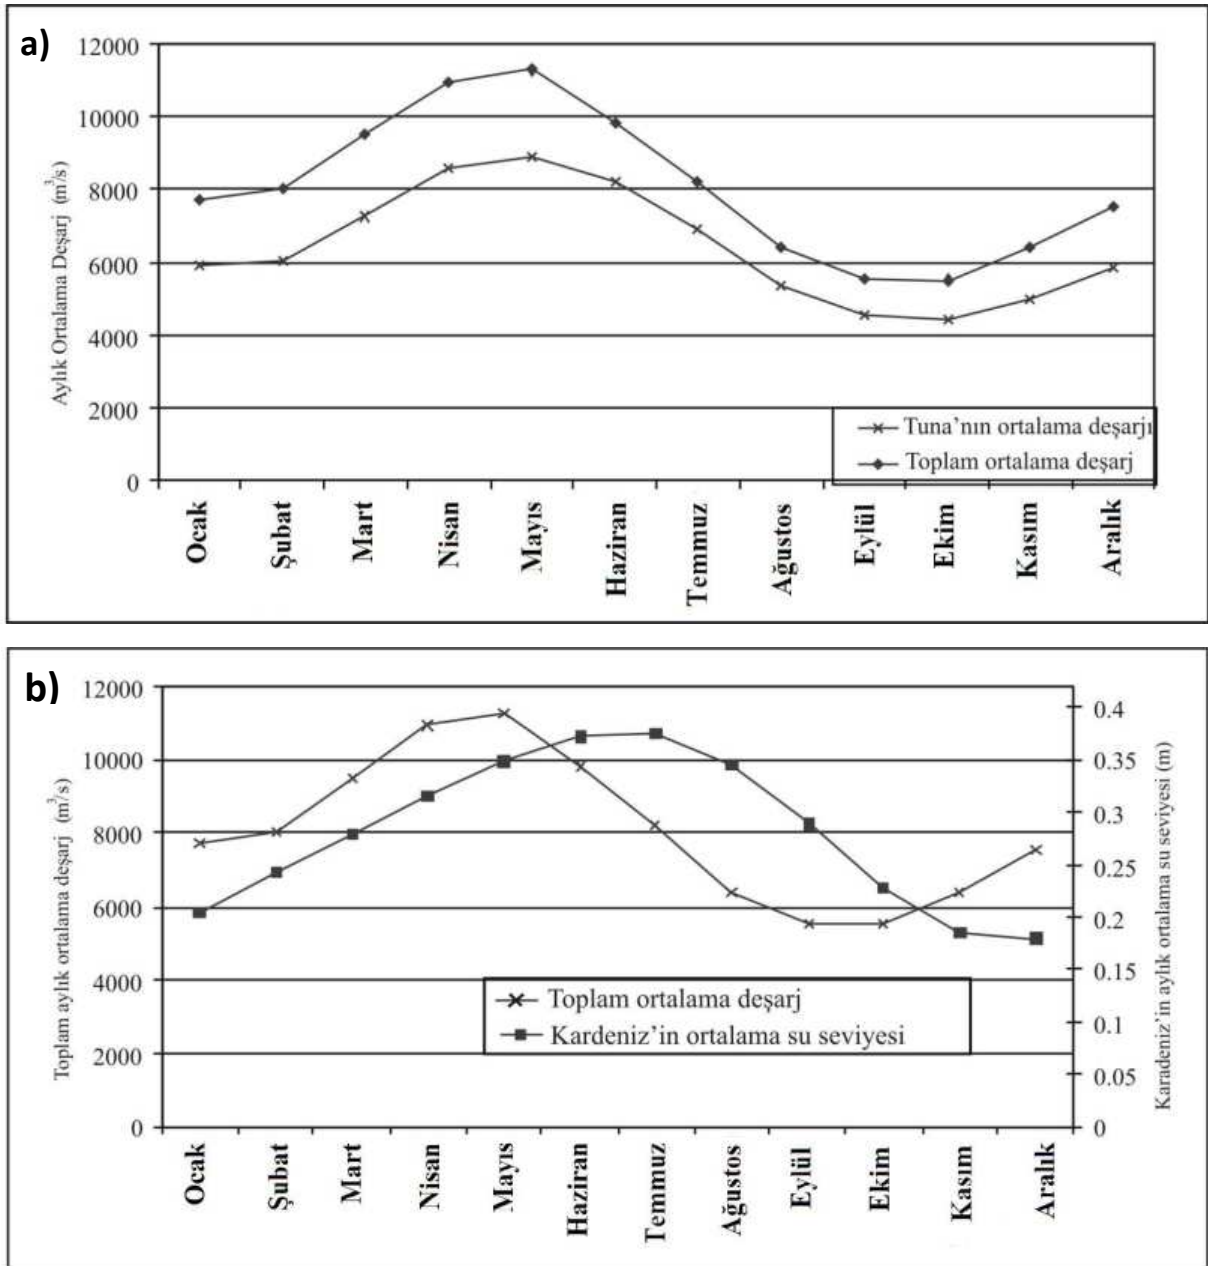 a)
12000
10000
8000
6000
4000
2000
0
Aylık Ortalama Deşarj (m³/s)
Tuna'nın ortalama deşarjı
Toplam ortalama deşarj
Ocak
Şubat
Mart
Nisan
Mayıs
Haziran
Temmuz
Ağustos
Eylül
Ekim
Kasım
Aralık
b)
12000
10000
8000
6000
4000
2000
0
Toplam aylık ortalama deşarj (m³/s)
0.4
0.35
0.3
0.25
0.2
0.15
0.1
0.05
0
Karadeniz'in aylık ortalama su seviyesi (m)
Toplam ortalama deşarj
Kardeniz'in ortalama su seviyesi
Ocak
Şubat
Mart
Nisan
Mayıs
Haziran
Temmuz
Ağustos
Eylül
Ekim
Kasım
Aralık